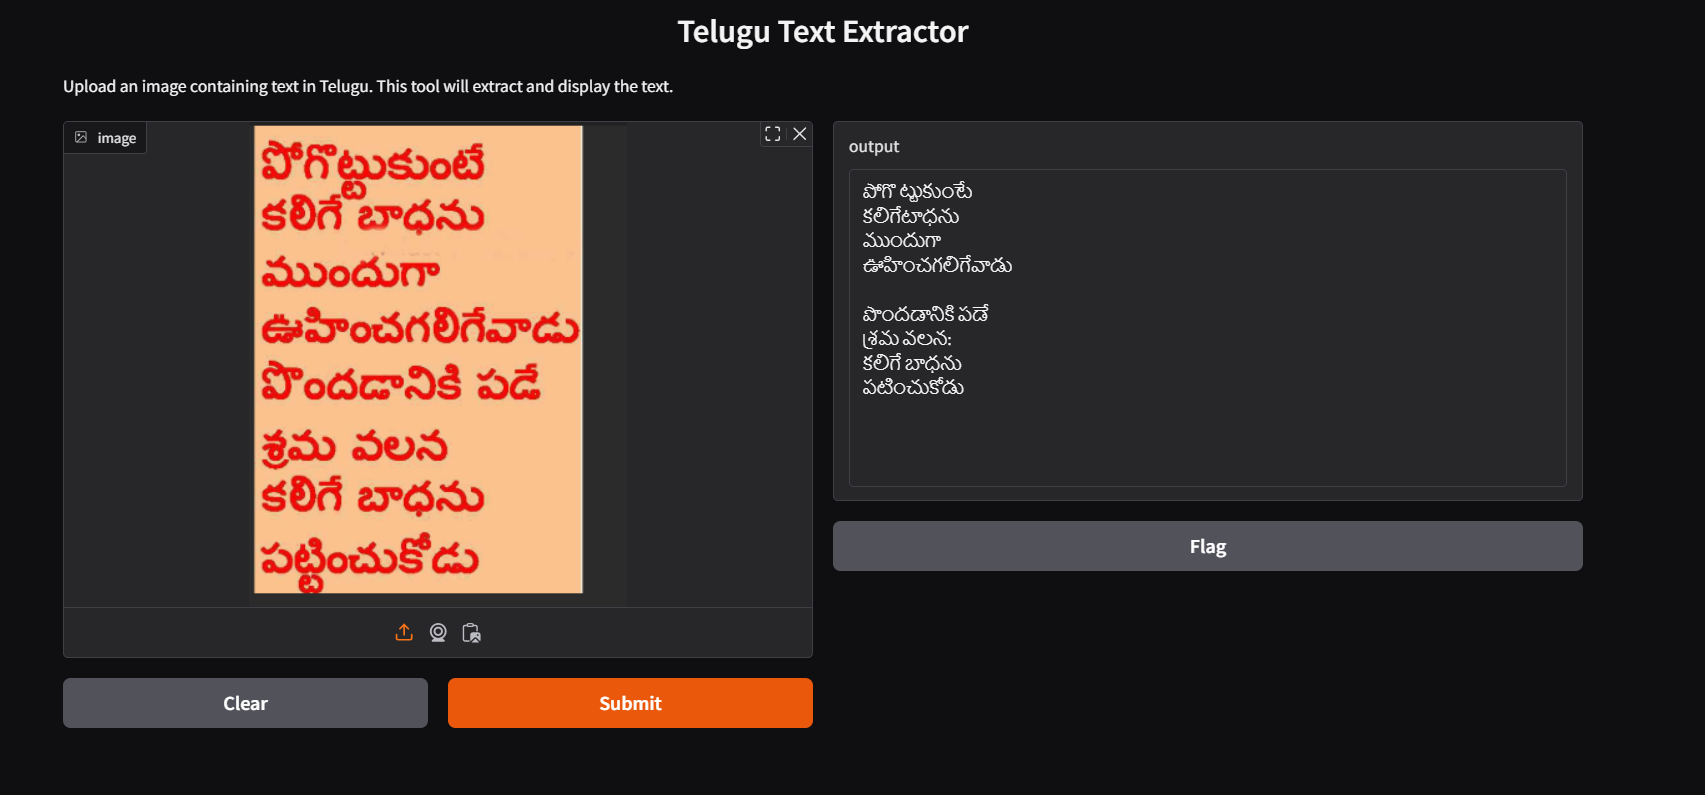 Telugu Text Extractor
Upload an image containing text in Telugu. This tool will extract and display the text.
image
పోగొట్టుకుంటే
కలిగే బాధను
ముందుగా
ఊహించగలిగేవాడు
పొందడానికి పడే
శ్రమ వలన
కలిగే బాధను
పట్టించుకోడు
Clear
Submit
output
పోగొ ట్ముకుంటే
కలిగేటాధను
ముందుగా
ఊహించగలిగేవాడు
పొందడానికి పడే
శ్రమ వలన:
కలిగే బాధను
పటించుకోడు
Flag